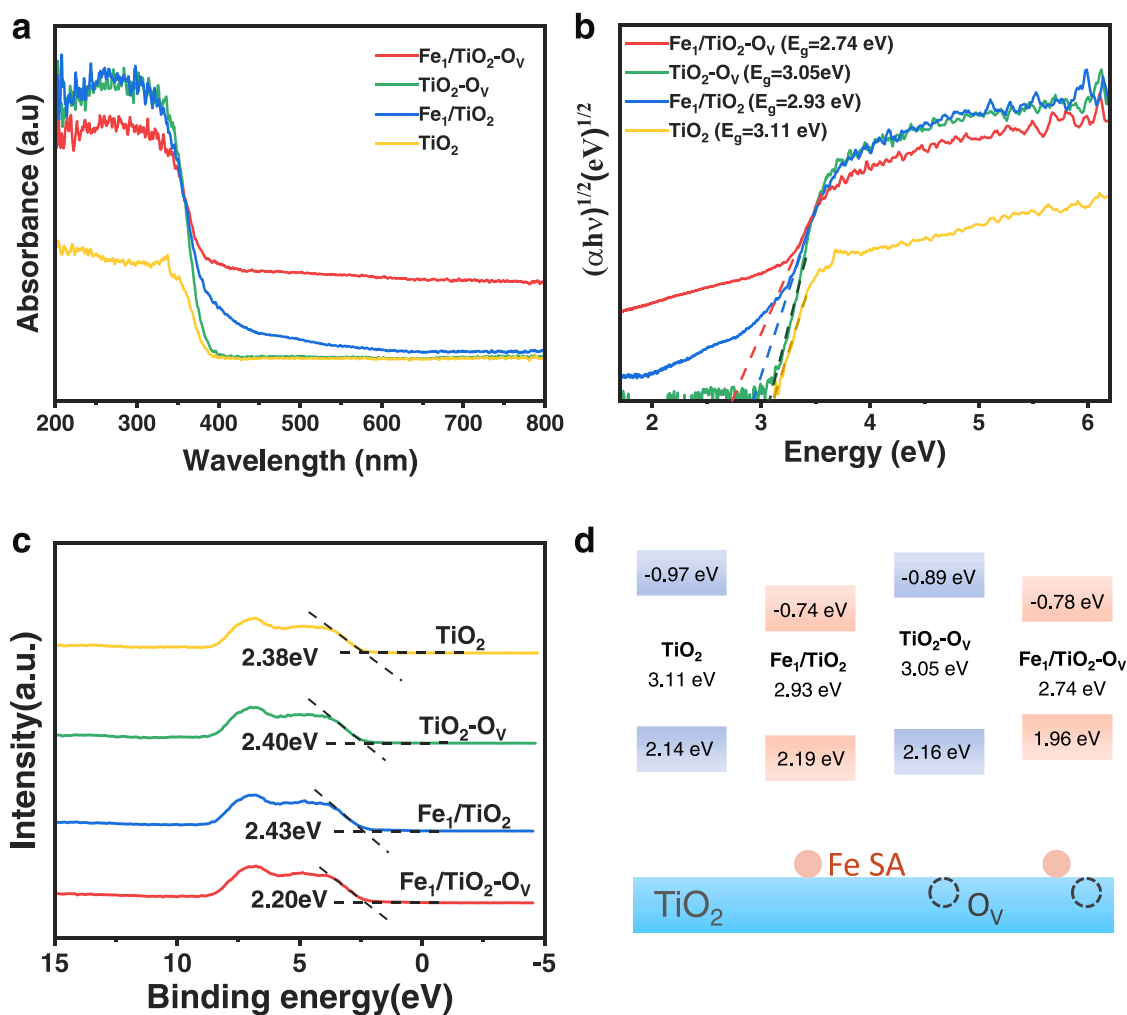 a
Absorbance (a.u)
Fe₁/TiO₂-Oᵥ
TiO₂-Oᵥ
Fe₁/TiO₂
TiO₂
200 300 400 500 600 700 800
Wavelength (nm)
b
(αhν)¹/²(eV)¹/²
Fe₁/TiO₂-Oᵥ (E_g=2.74 eV)
TiO₂-Oᵥ (E_g=3.05eV)
Fe₁/TiO₂ (E_g=2.93 eV)
TiO₂ (E_g=3.11 eV)
2 3 4 5 6
Energy (eV)
c
Intensity(a.u.)
TiO₂
2.38eV
TiO₂-Oᵥ
2.40eV
Fe₁/TiO₂
2.43eV
Fe₁/TiO₂-Oᵥ
2.20eV
15 10 5 0 -5
Binding energy(eV)
d
-0.97 eV -0.74 eV -0.89 eV -0.78 eV
TiO₂ Fe₁/TiO₂ TiO₂-Oᵥ Fe₁/TiO₂-Oᵥ
3.11 eV 2.93 eV 3.05 eV 2.74 eV
2.14 eV 2.19 eV 2.16 eV 1.96 eV
Fe SA
TiO₂ Oᵥ